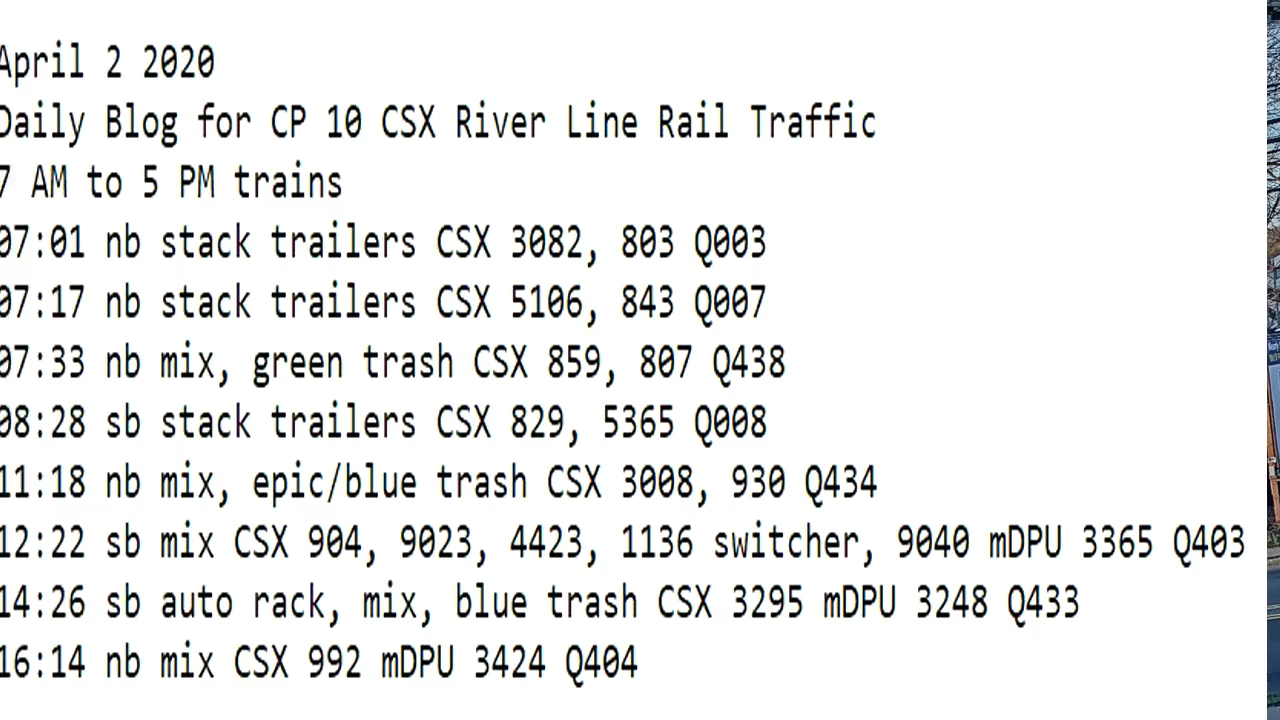 April 2 2020
Daily Blog for CP 10 CSX River Line Rail Traffic
7 AM to 5 PM trains
07:01 nb stack trailers CSX 3082, 803 Q003
07:17 nb stack trailers CSX 5106, 843 Q007
07:33 nb mix, green trash CSX 859, 807 Q438
08:28 sb stack trailers CSX 829, 5365 Q008
11:18 nb mix, epic/blue trash CSX 3008, 930 Q434
12:22 sb mix CSX 904, 9023, 4423, 1136 switcher, 9040 mDPU 3365 Q403
14:26 sb auto rack, mix, blue trash CSX 3295 mDPU 3248 Q433
16:14 nb mix CSX 992 mDPU 3424 Q404